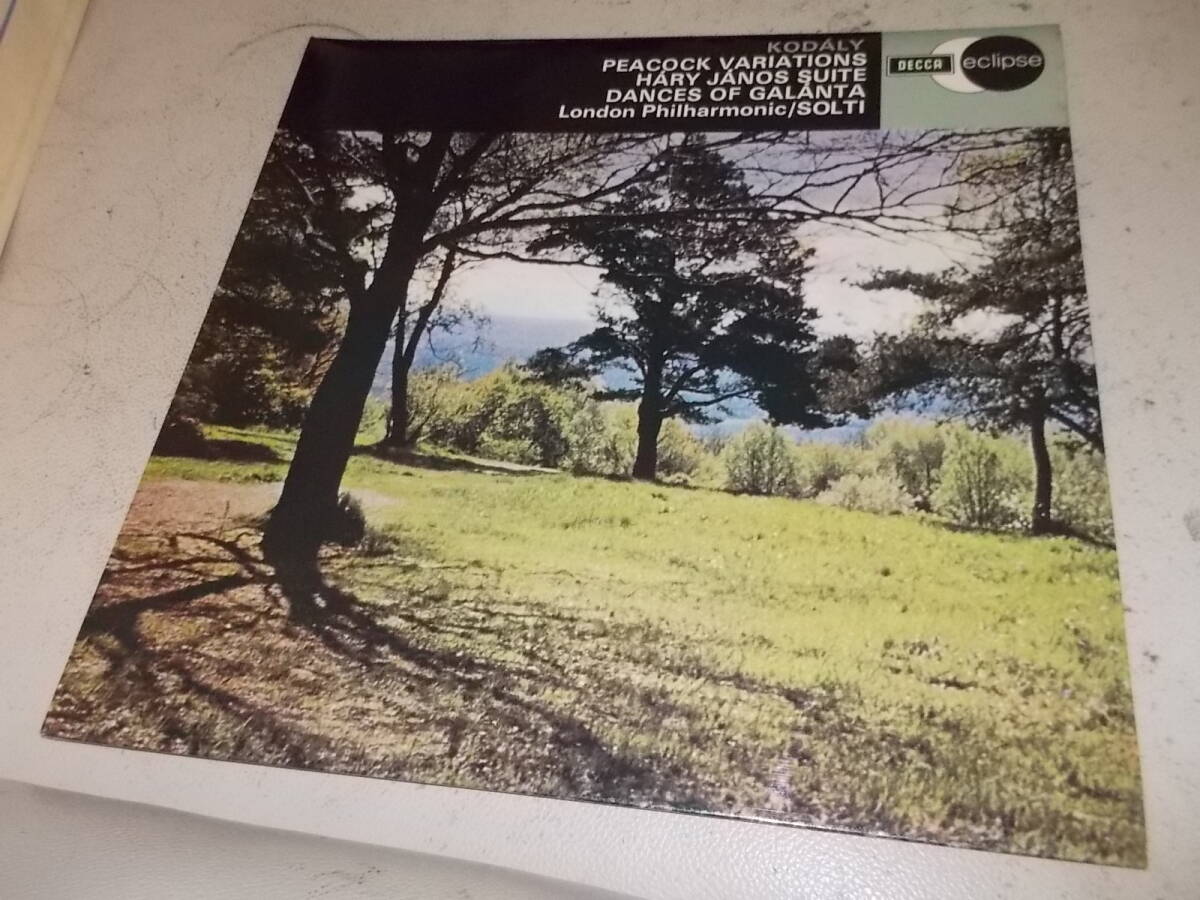 KODÁLY
PEACOCK VARIATIONS
HÁRY JÁNOS SUITE
DANCES OF GALÁNTA
London Philharmonic/SOLTI
DECCA
eclipse